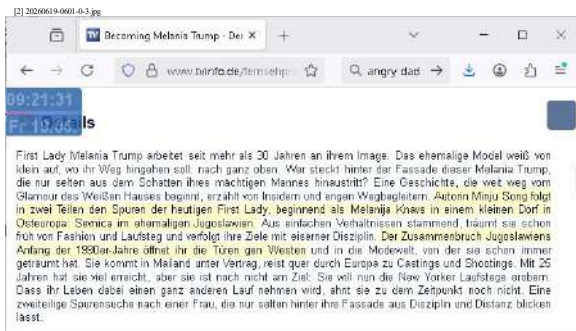 [2] 20260619-0601-0-3.jpg
Becoming Melania Trump - Der
www.tvinfo.de/fernsehpr
angry dad
09:21:31
Fr 19.06.
Details
First Lady Melania Trump arbeitet seit mehr als 30 Jahren an ihrem Image. Das ehemalige Model weiß von
klein auf, wo ihr Weg hingehen soll: nach ganz oben. Wer steckt hinter der Fassade dieser Melania Trump,
die nur selten aus dem Schatten ihres mächtigen Mannes hinaustritt? Eine Geschichte, die weit weg vom
Glamour des Weißen Hauses beginnt, erzählt von Insidern und engen Wegbegleitern. Autorin Minju Song folgt
in zwei Teilen den Spuren der heutigen First Lady, beginnend als Melanija Knavs in einem kleinen Dorf in
Osteuropa: Sevnica im ehemaligen Jugoslawien. Aus einfachen Verhältnissen stammend, träumt sie schon
früh von Fashion und Laufsteg und verfolgt ihre Ziele mit eiserner Disziplin. Der Zusammenbruch Jugoslawiens
Anfang der 1990er-Jahre öffnet ihr die Türen gen Westen und in die Modewelt, von der sie schon immer
geträumt hat. Sie kommt in Mailand unter Vertrag, reist quer durch Europa zu Castings und Shootings. Mit 26
Jahren hat sie viel erreicht, aber sie ist noch nicht am Ziel: Sie will nun die New Yorker Laufstege erobern.
Dass ihr Leben dabei einen ganz anderen Lauf nehmen wird, ahnt sie zu dem Zeitpunkt noch nicht. Eine
zweiteilige Spurensuche nach einer Frau, die nur selten hinter ihre Fassade aus Disziplin und Distanz blicken
lässt.